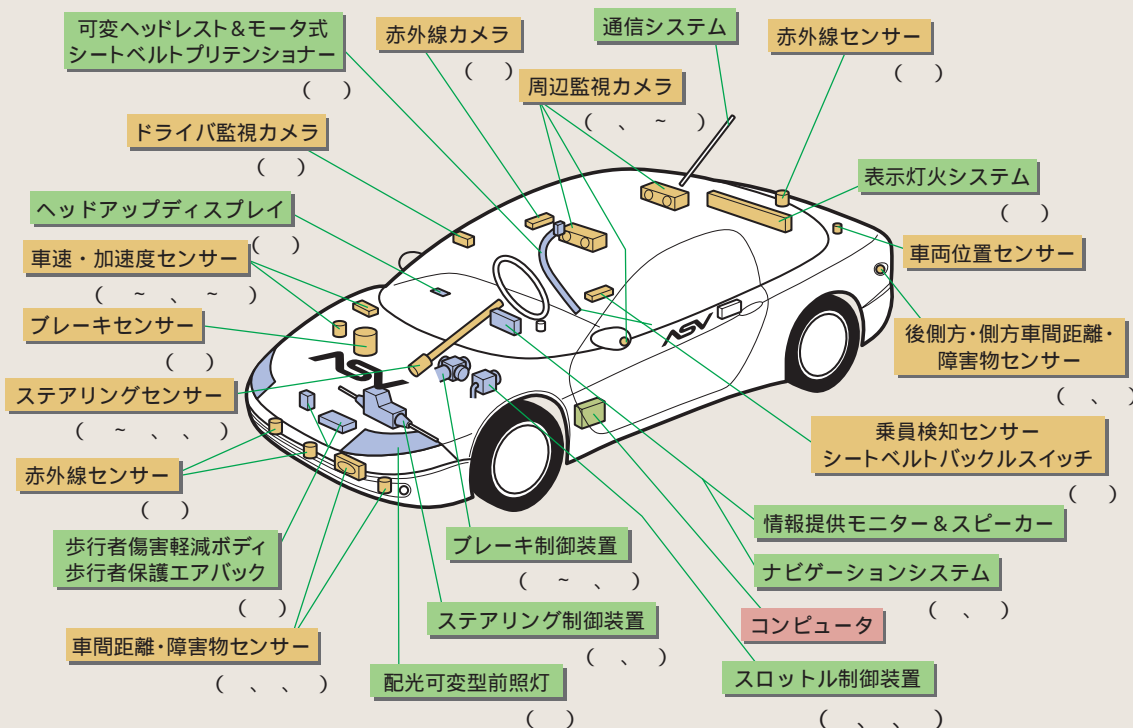 可変ヘッドレスト＆モータ式
シートベルトプリテンショナー
(　)
赤外線カメラ
(　)
通信システム
赤外線センサー
(　)
周辺監視カメラ
(　、～　)
ドライバ監視カメラ
(　)
表示灯火システム
(　)
ヘッドアップディスプレイ
(　)
車速・加速度センサー
(　～　、～　)
車両位置センサー
ブレーキセンサー
(　)
後側方・側方車間距離・
障害物センサー
(　、　)
ASV
ASV
ステアリングセンサー
(　～　、　、　)
乗員検知センサー
シートベルトバックルスイッチ
(　)
赤外線センサー
(　)
情報提供モニター＆スピーカー
歩行者傷害軽減ボディ
歩行者保護エアバック
(　)
ブレーキ制御装置
(　～　、　)
ナビゲーションシステム
(　、　)
ステアリング制御装置
(　、　)
コンピュータ
車間距離・障害物センサー
(　、　、　)
配光可変型前照灯
(　)
スロットル制御装置
(　、　、　)